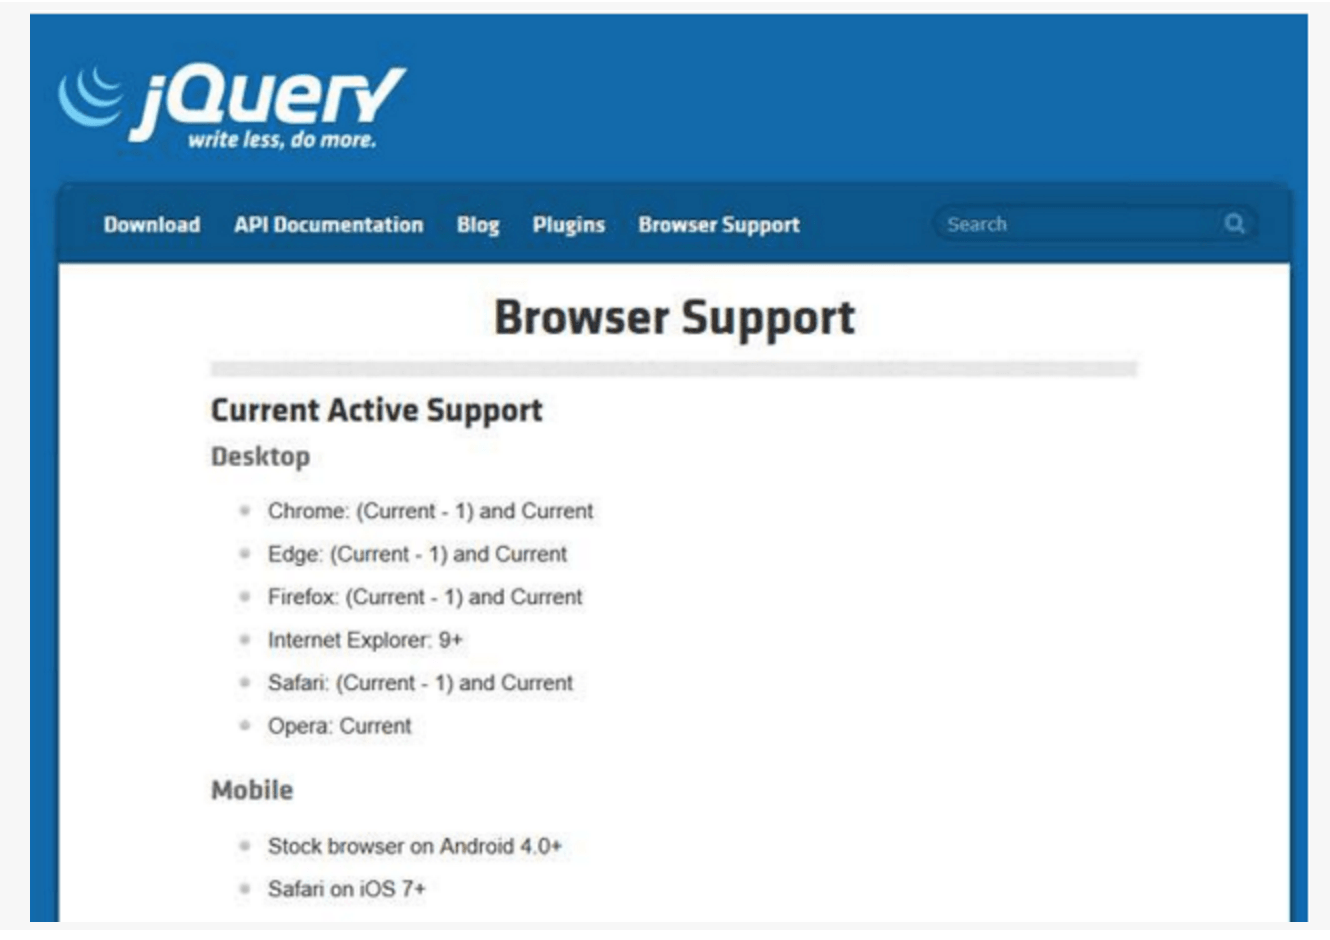 jQuery
write less, do more.
Download API Documentation Blog Plugins Browser Support Search
Browser Support
Current Active Support
Desktop
Chrome: (Current - 1) and Current
Edge: (Current - 1) and Current
Firefox: (Current - 1) and Current
Internet Explorer: 9+
Safari: (Current - 1) and Current
Opera: Current
Mobile
Stock browser on Android 4.0+
Safari on iOS 7+